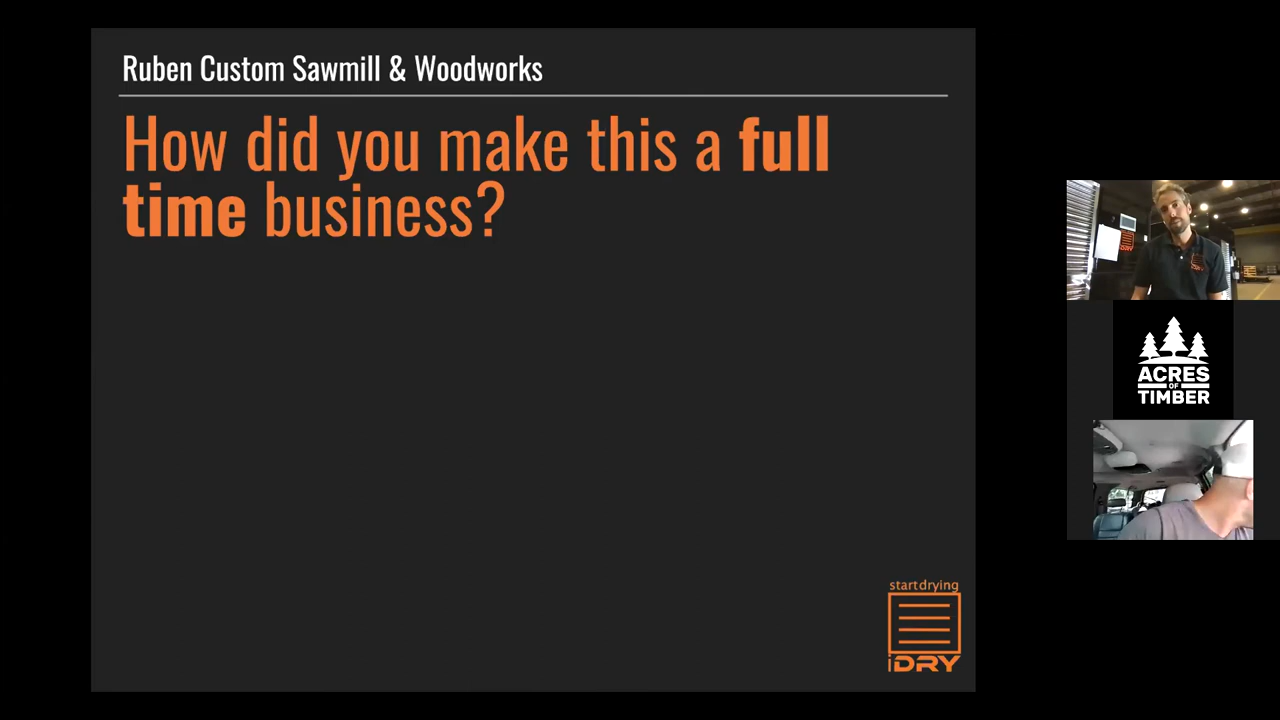 Ruben Custom Sawmill & Woodworks
How did you make this a full
time business?
startdrying
iDRY
ACRES
OF
TIMBER